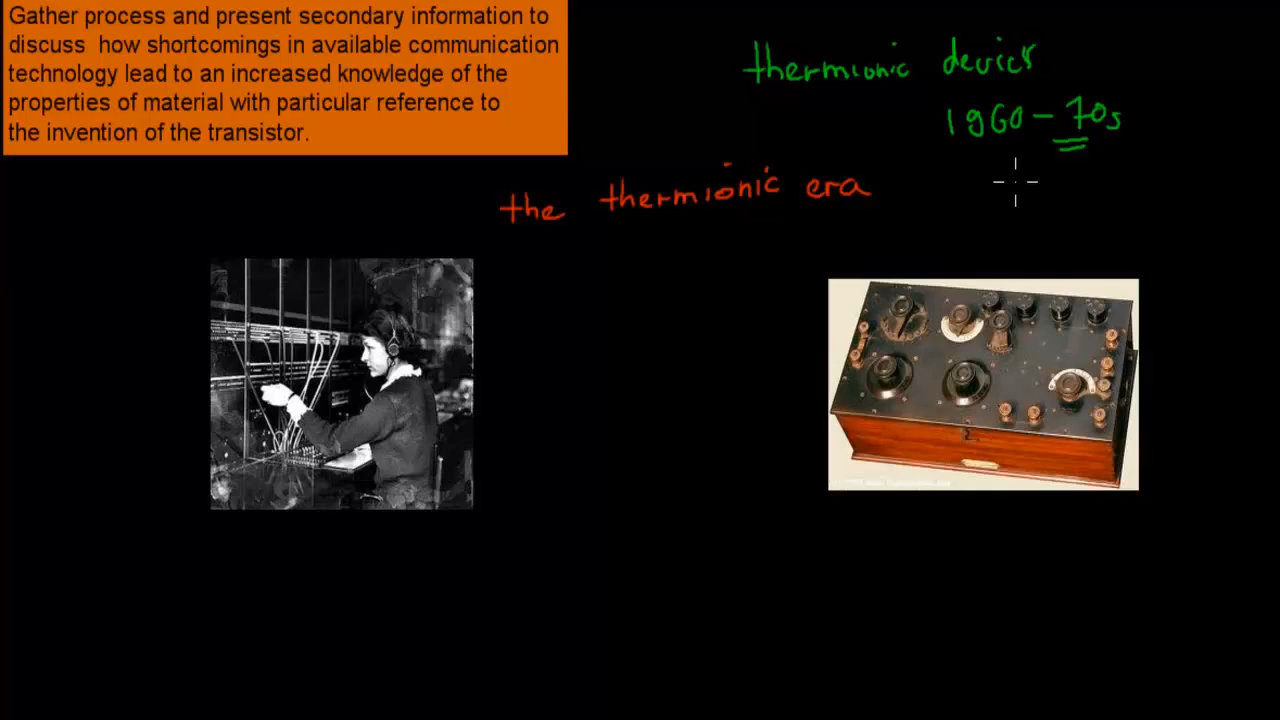 Gather process and present secondary information to
discuss how shortcomings in available communication
technology lead to an increased knowledge of the
properties of material with particular reference to
the invention of the transistor.
thermionic devices
1960 - 70s
the thermionic era